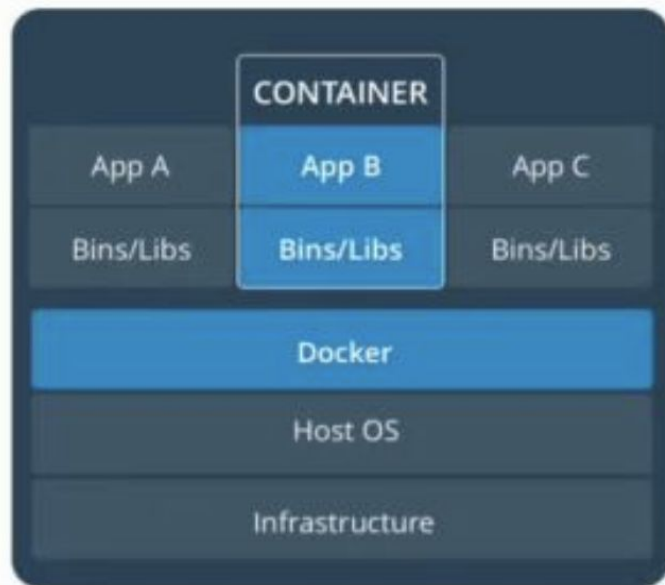 CONTAINER
App A App B App C
Bins/Libs Bins/Libs Bins/Libs
Docker
Host OS
Infrastructure